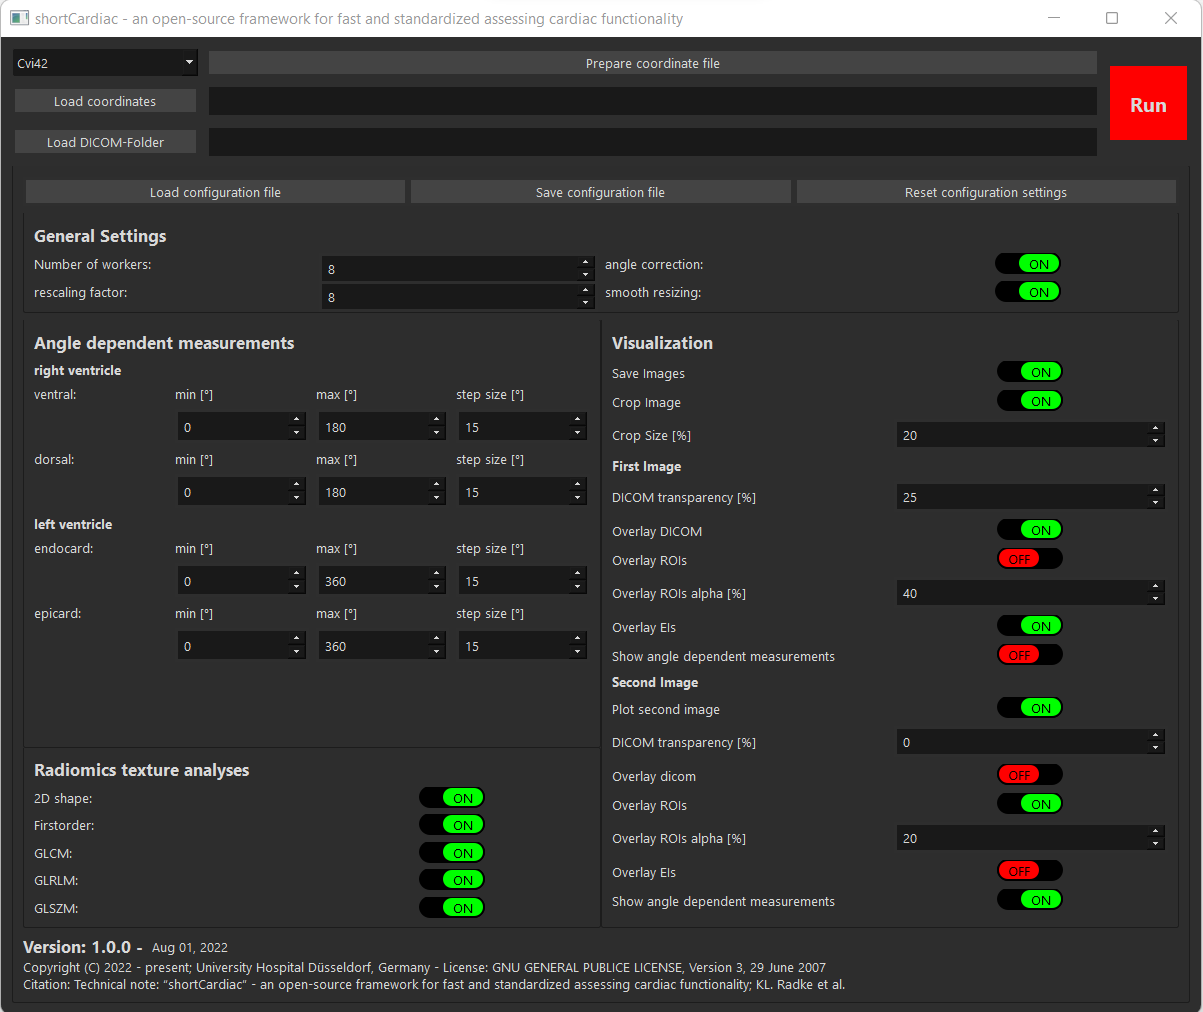 shortCardiac - an open-source framework for fast and standardized assessing cardiac functionality
Cvi42
Prepare coordinate file
Load coordinates
Run
Load DICOM-Folder
Load configuration file
Save configuration file
Reset configuration settings
General Settings
Number of workers:
8
angle correction:
ON
rescaling factor:
8
smooth resizing:
ON
Angle dependent measurements
right ventricle
ventral:
min [°]
max [°]
step size [°]
0
180
15
dorsal:
min [°]
max [°]
step size [°]
0
180
15
left ventricle
endocard:
min [°]
max [°]
step size [°]
0
360
15
epicard:
min [°]
max [°]
step size [°]
0
360
15
Radiomics texture analyses
2D shape:
ON
Firstorder:
ON
GLCM:
ON
GLRLM:
ON
GLSZM:
ON
Visualization
Save Images
ON
Crop Image
ON
Crop Size [%]
20
First Image
DICOM transparency [%]
25
Overlay DICOM
ON
Overlay ROIs
OFF
Overlay ROIs alpha [%]
40
Overlay EIs
ON
Show angle dependent measurements
OFF
Second Image
Plot second image
ON
DICOM transparency [%]
0
Overlay dicom
OFF
Overlay ROIs
ON
Overlay ROIs alpha [%]
20
Overlay EIs
OFF
Show angle dependent measurements
ON
Version: 1.0.0 - Aug 01, 2022
Copyright (C) 2022 - present; University Hospital Düsseldorf, Germany - License: GNU GENERAL PUBLICE LICENSE, Version 3, 29 June 2007
Citation: Technical note: “shortCardiac” - an open-source framework for fast and standardized assessing cardiac functionality; KL. Radke et al.